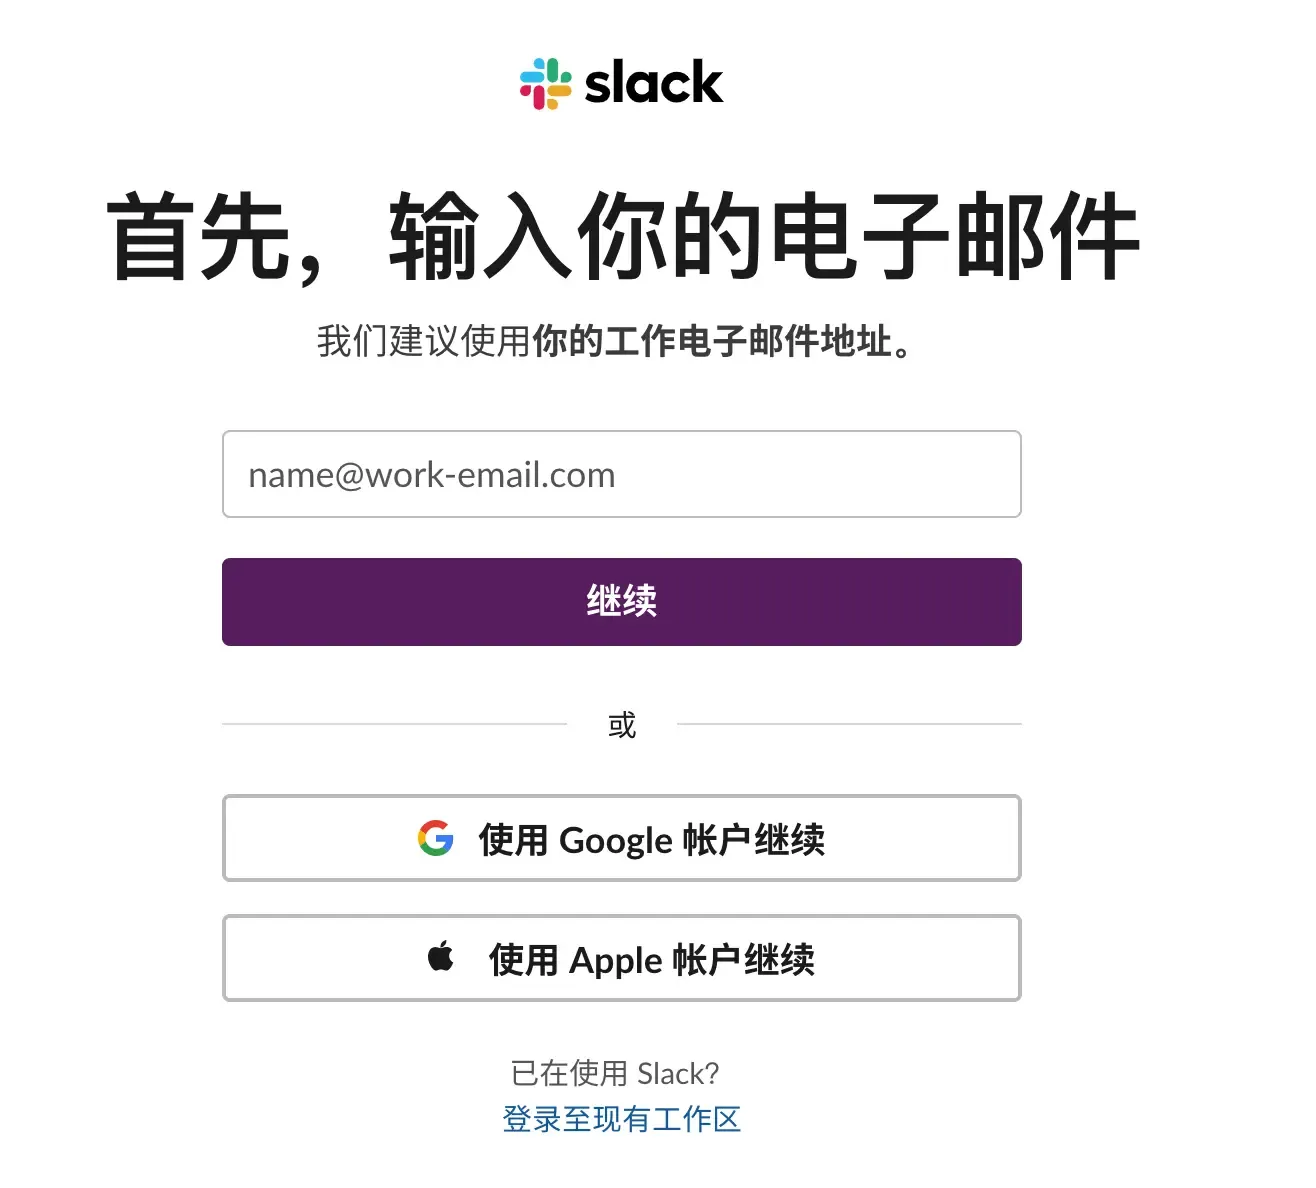 slack
首先，输入你的电子邮件
我们建议使用你的工作电子邮件地址。
name@work-email.com
继续
或
使用 Google 帐户继续
使用 Apple 帐户继续
已在使用 Slack?
登录至现有工作区